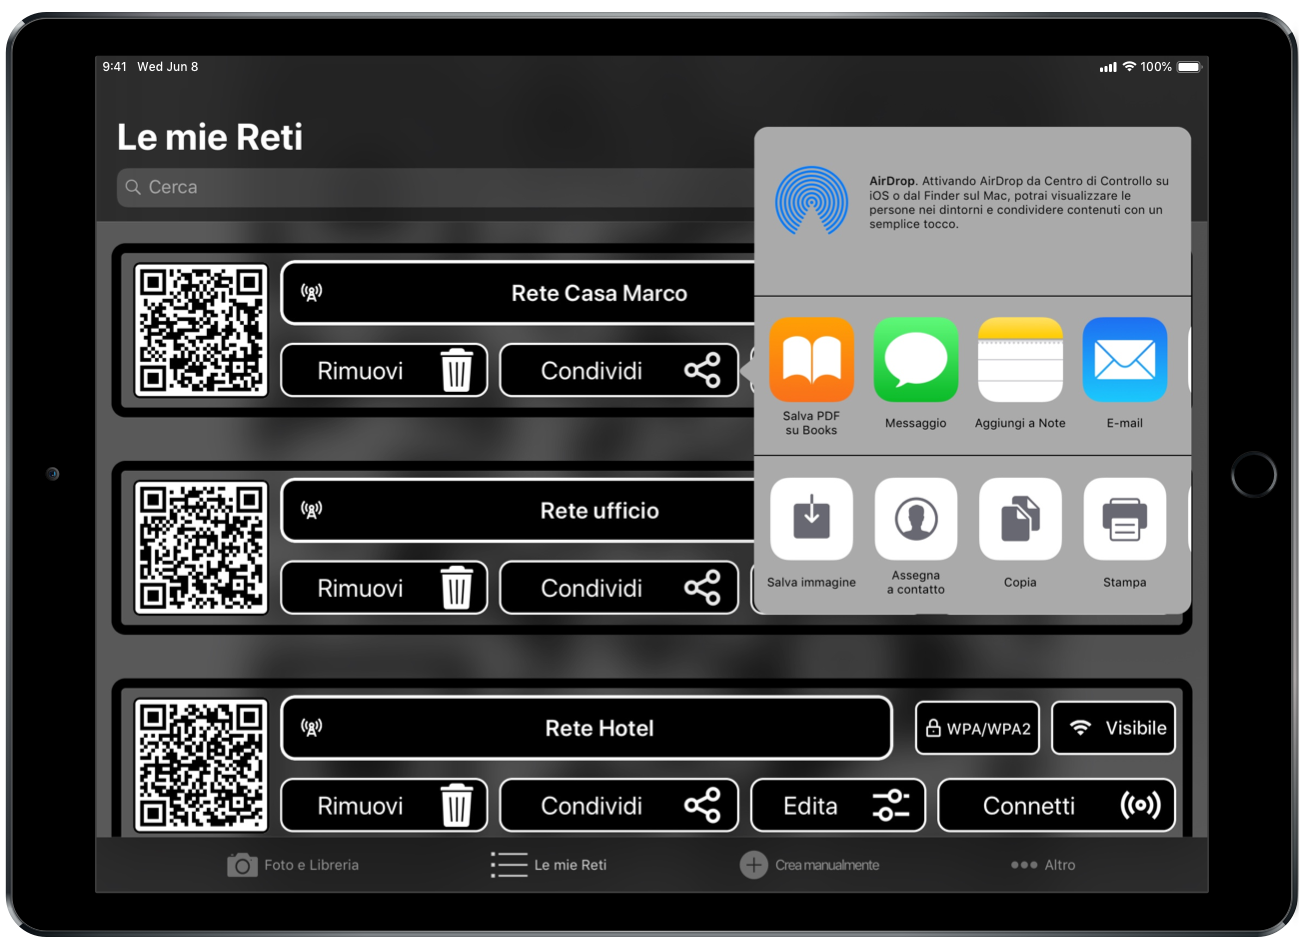 9:41 Wed Jun 8
100%
Le mie Reti
Cerca
AirDrop. Attivando AirDrop da Centro di Controllo su
iOS o dal Finder sul Mac, potrai visualizzare le
persone nei dintorni e condividere contenuti con un
semplice tocco.
Rete Casa Marco
Rimuovi
Condividi
Salva PDF
su Books
Messaggio
Aggiungi a Note
E-mail
Rete ufficio
Rimuovi
Condividi
Salva immagine
Assegna
a contatto
Copia
Stampa
Rete Hotel
WPA/WPA2
Visibile
Rimuovi
Condividi
Edita
Connetti
Foto e Libreria
Le mie Reti
Crea manualmente
Altro